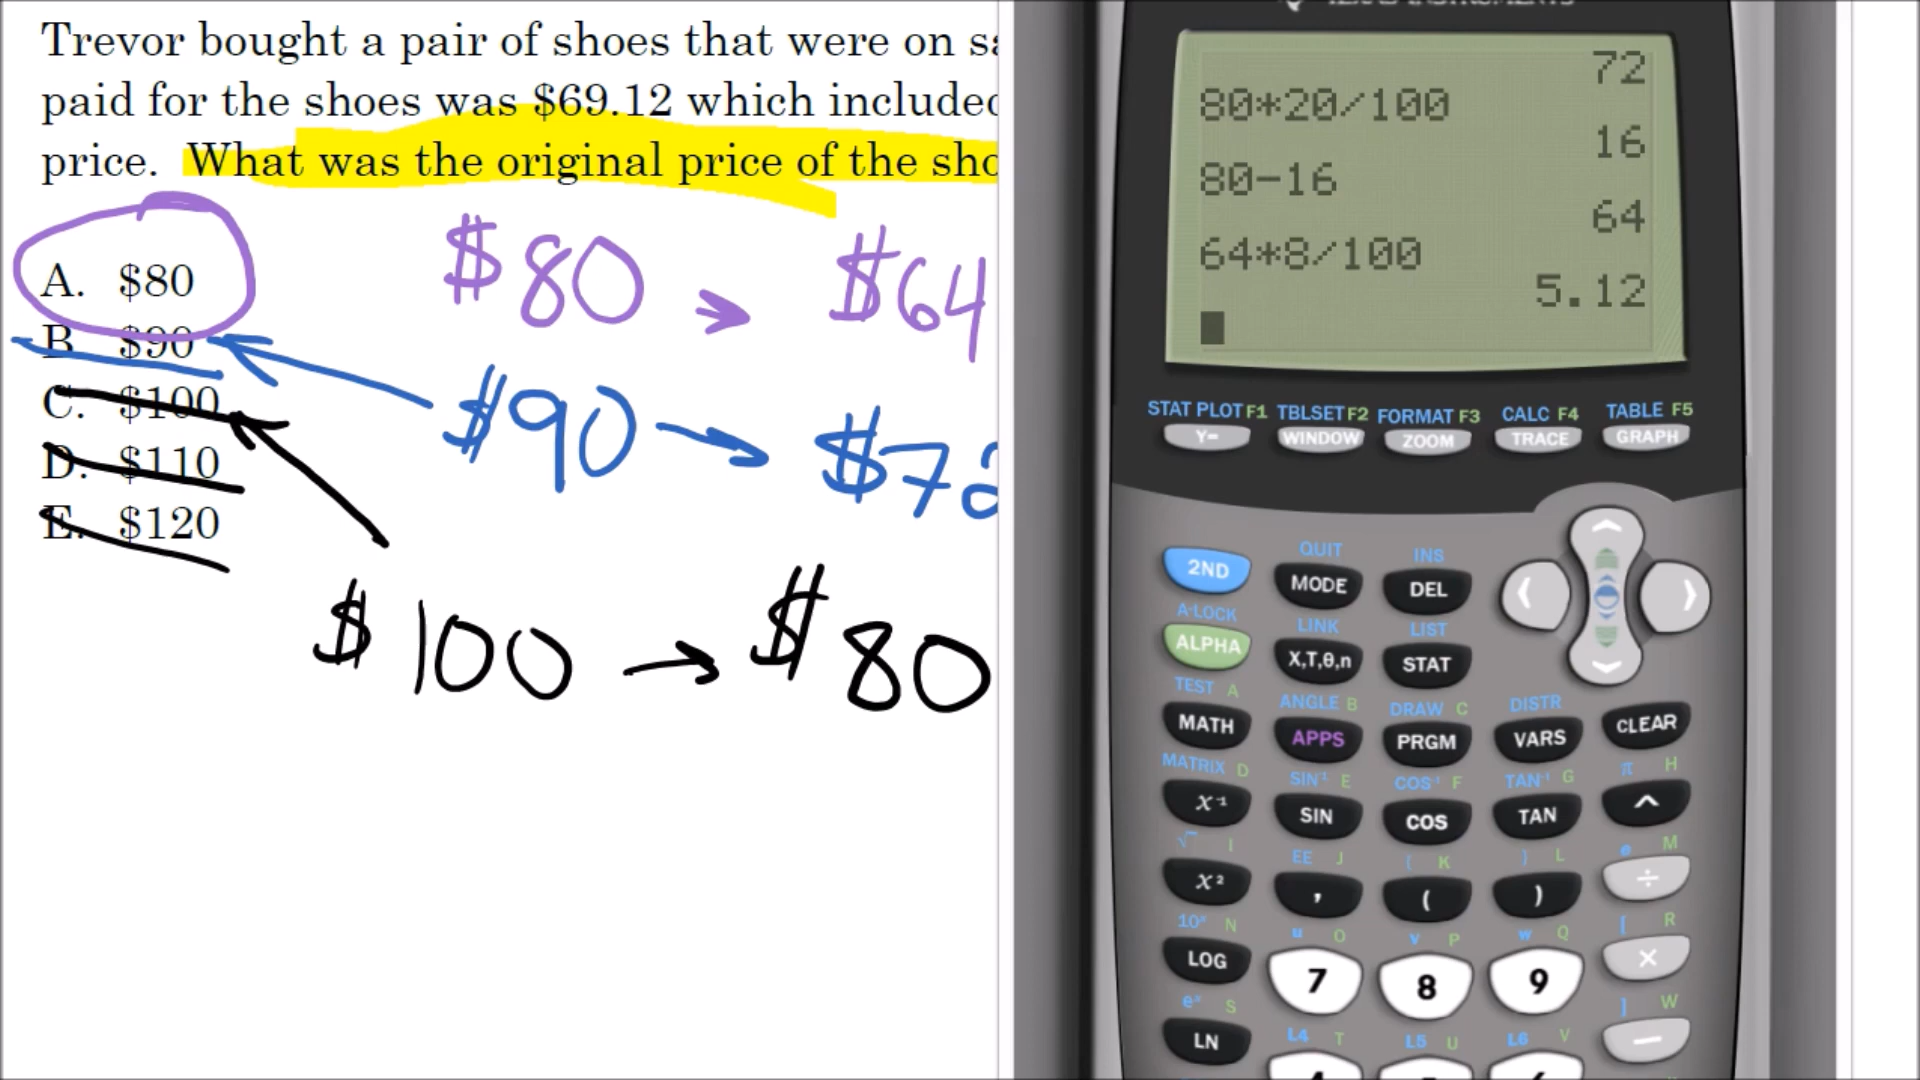 Trevor bought a pair of shoes that were on
paid for the shoes was $69.12 which included
price. What was the original price of the
A. $80
B. $90
C. $100
D. $110
E. $120
$80 → $64
$90 → $72
$100 → $80
72
80*20/100
16
80-16
64
64*8/100
5.12
STAT PLOT F1 TBLSET F2 FORMAT F3 CALC F4 TABLE F5
Y= WINDOW ZOOM TRACE GRAPH
QUIT INS
2ND MODE DEL
A-LOCK LINK LIST
ALPHA X,T,θ,n STAT
TEST A ANGLE B DRAW C DISTR
MATH APPS PRGM VARS CLEAR
MATRIX D SIN⁻¹ E COS⁻¹ F TAN⁻¹ G π H
x⁻¹ SIN COS TAN ^
√ I EE J { K } L e M
x² , ( ) ÷
10ˣ N u O v P w Q [ R
LOG 7 8 9 ×
eˣ S L4 T L5 U L6 V ] W
LN −